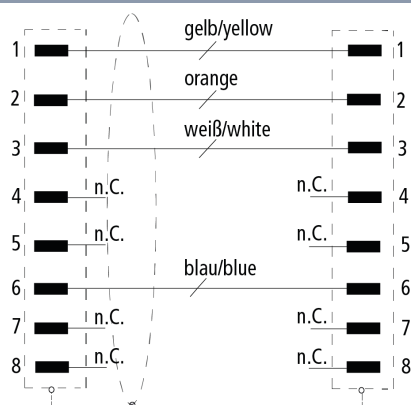 gelb/yellow
1 1
orange
2 2
weiß/white
3 3
4 n.C. n.C. 4
5 n.C. n.C. 5
blau/blue
6 6
7 n.C. n.C. 7
8 n.C. n.C. 8